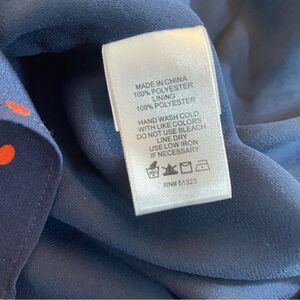 MADE IN CHINA
100% POLYESTER
LINING
100% POLYESTER
HAND WASH COLD
WITH LIKE COLORS
DO NOT USE BLEACH
LINE DRY
USE LOW IRON
IF NECESSARY
RN# 51323